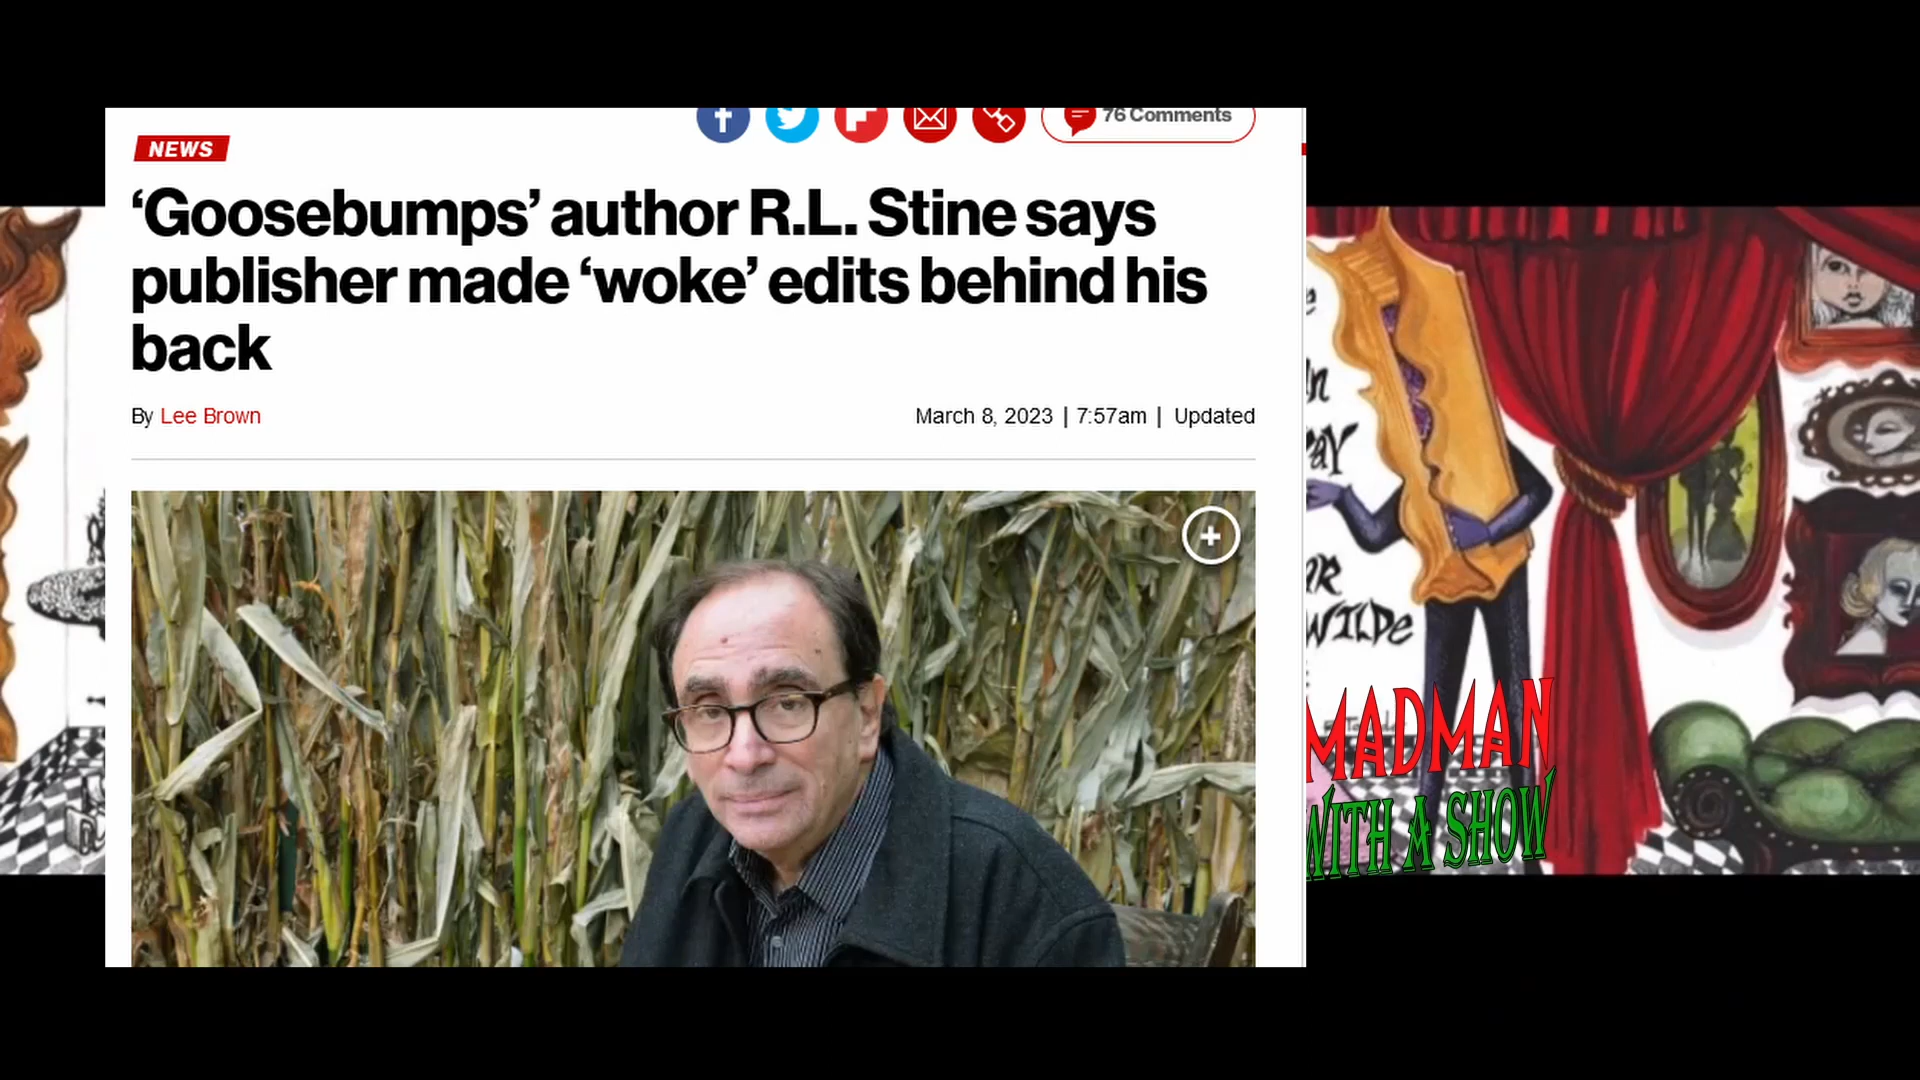 76 Comments
NEWS
‘Goosebumps’ author R.L. Stine says
publisher made ‘woke’ edits behind his
back
By Lee Brown
March 8, 2023 | 7:57am | Updated
WILDe
MADMAN
WITH A SHOW